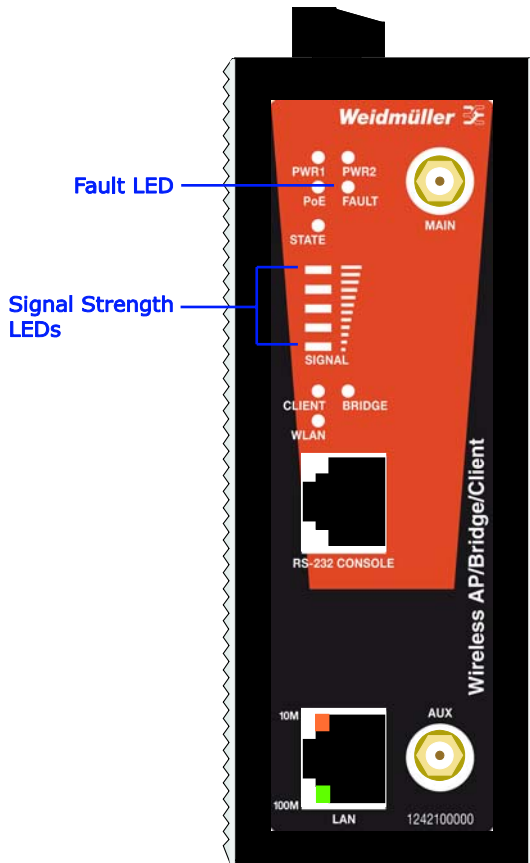 Weidmüller
PWR1 PWR2
Fault LED
PoE FAULT
MAIN
STATE
Signal Strength
LEDs
SIGNAL
CLIENT BRIDGE
WLAN
RS-232 CONSOLE
Wireless AP/Bridge/Client
10M
AUX
100M
LAN
1242100000